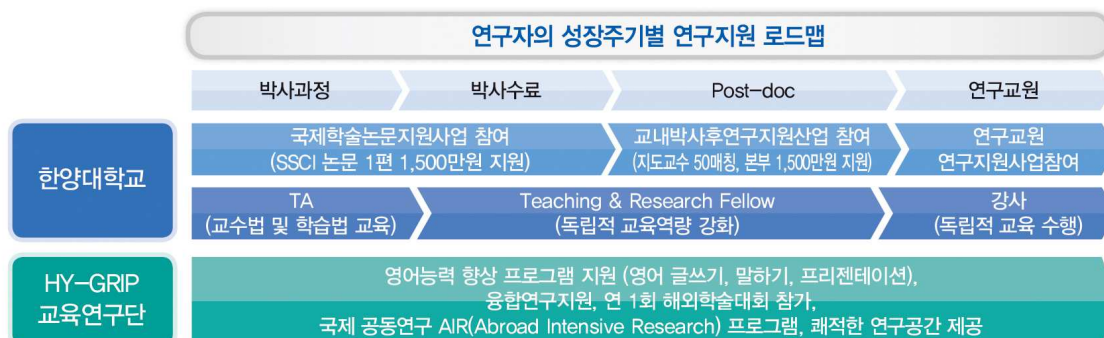 연구자의 성장주기별 연구지원 로드맵
박사과정
박사수료
Post-doc
연구교원
한양대학교
국제학술논문지원사업 참여
(SSCI 논문 1편 1,500만원 지원)
교내박사후연구지원산업 참여
(지도교수 50매칭, 본부 1,500만원 지원)
연구교원
연구지원사업참여
TA
(교수법 및 학습법 교육)
Teaching & Research Fellow
(독립적 교육역량 강화)
강사
(독립적 교육 수행)
HY-GRIP
교육연구단
영어능력 향상 프로그램 지원 (영어 글쓰기, 말하기, 프리젠테이션),
융합연구지원, 연 1회 해외학술대회 참가,
국제 공동연구 AIR(Abroad Intensive Research) 프로그램, 쾌적한 연구공간 제공